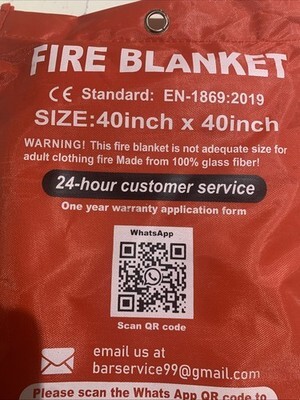 FIRE BLANKET
CE Standard: EN-1869:2019
SIZE:40inch x 40inch
WARNING! This fire blanket is not adequate size for
adult clothing fire Made from 100% glass fiber!
24-hour customer service
One year warranty application form
WhatsApp
Scan QR code
email us at
barservice99@gmail.com
Please scan the Whats App QR code to